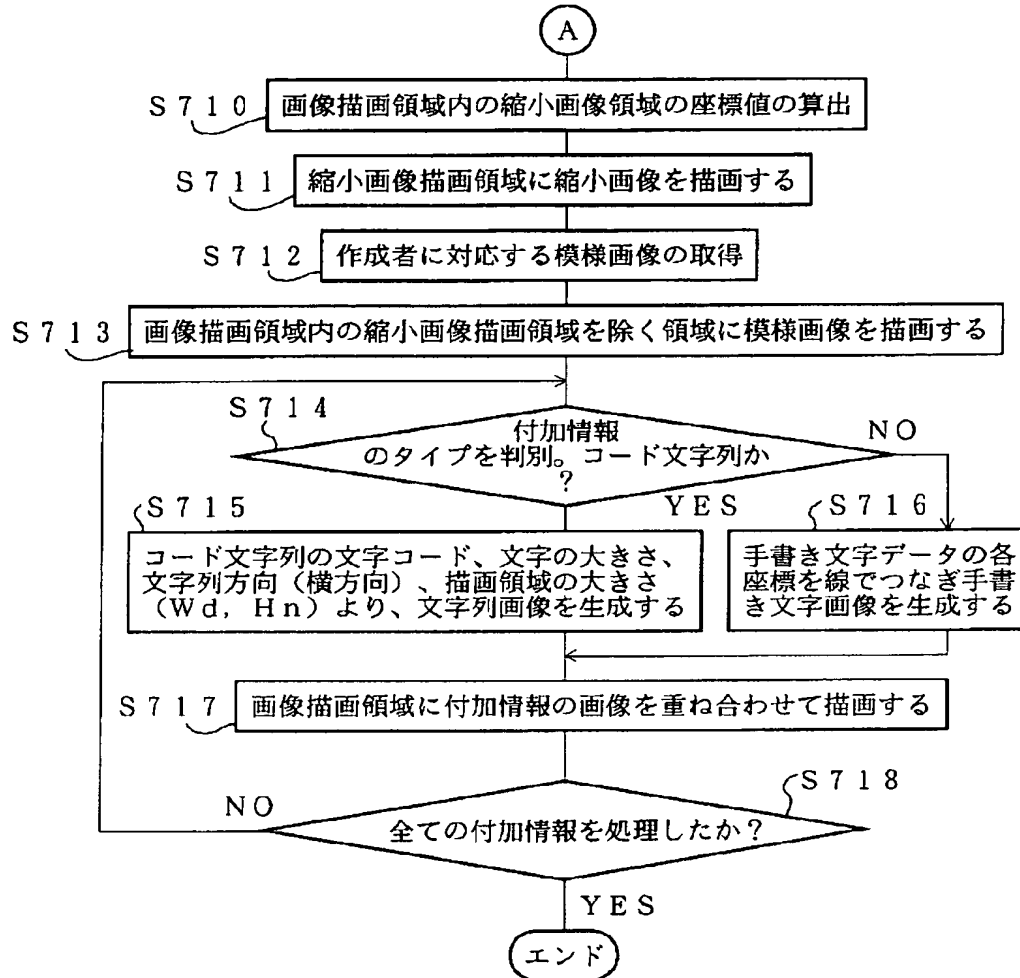 A
S710 画像描画領域内の縮小画像領域の座標値の算出
S711 縮小画像描画領域に縮小画像を描画する
S712 作成者に対応する模様画像の取得
S713 画像描画領域内の縮小画像描画領域を除く領域に模様画像を描画する
S714
付加情報
のタイプを判別。コード文字列か
?
NO
YES
S715
コード文字列の文字コード、文字の大きさ、
文字列方向（横方向）、描画領域の大きさ
（Wd, Hn）より、文字列画像を生成する
S716
手書き文字データの各
座標を線でつなぎ手書
き文字画像を生成する
S717 画像描画領域に付加情報の画像を重ね合わせて描画する
S718
NO
全ての付加情報を処理したか？
YES
エンド